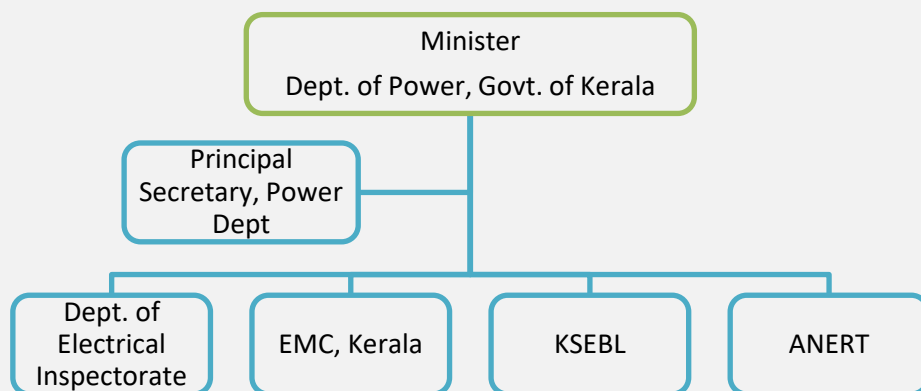 Minister
Dept. of Power, Govt. of Kerala
Principal
Secretary, Power
Dept
Dept. of
Electrical
Inspectorate
EMC, Kerala
KSEBL
ANERT